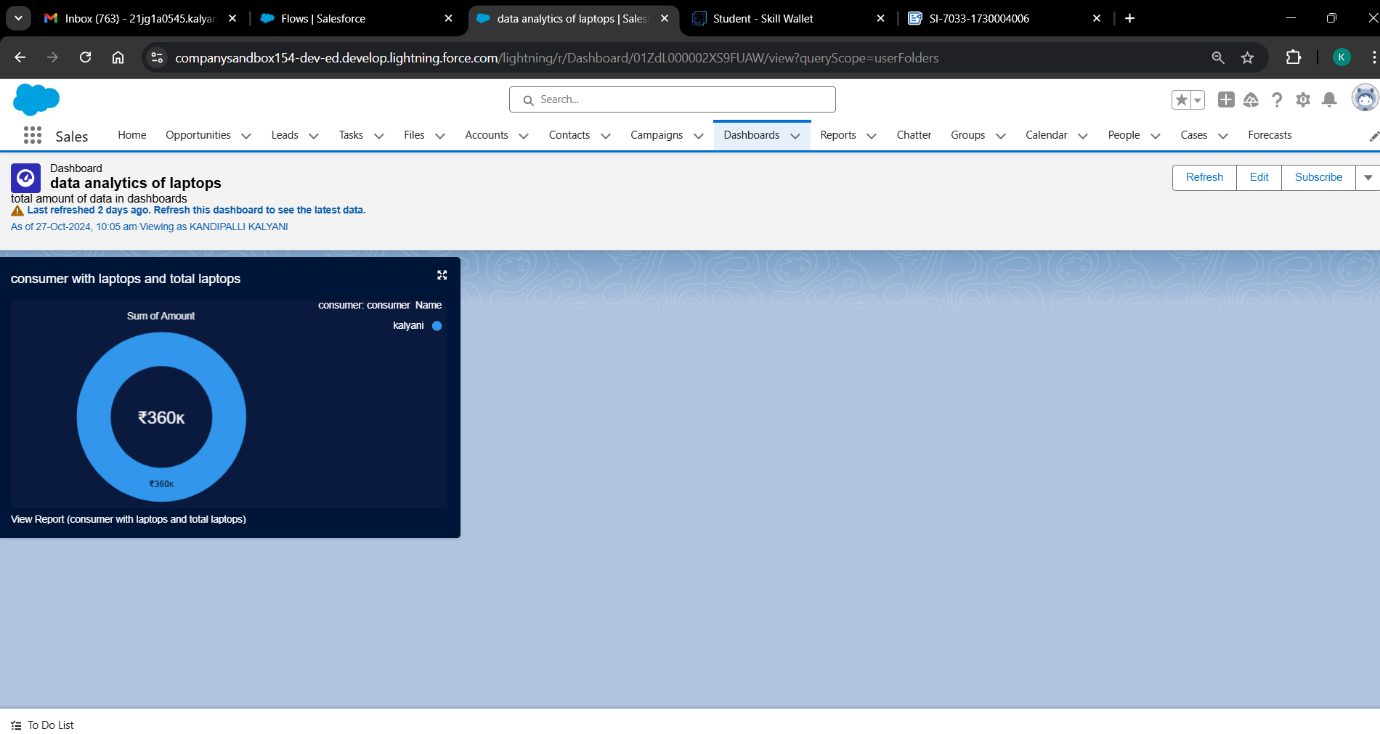 Inbox (763) - 21jg1a0545.kalyan
Flows | Salesforce
data analytics of laptops | Sales
Student - Skill Wallet
SI-7033-1730004006
companysandbox154-dev-ed.develop.lightning.force.com/lightning/r/Dashboard/01ZdL000002XS9FUAW/view?queryScope=userFolders
K
Search...
Sales
Home
Opportunities
Leads
Tasks
Files
Accounts
Contacts
Campaigns
Dashboards
Reports
Chatter
Groups
Calendar
People
Cases
Forecasts
Dashboard
data analytics of laptops
total amount of data in dashboards
Last refreshed 2 days ago. Refresh this dashboard to see the latest data.
As of 27-Oct-2024, 10:05 am·Viewing as KANDIPALLI KALYANI
Refresh
Edit
Subscribe
consumer with laptops and total laptops
Sum of Amount
consumer: consumer Name
kalyani
₹360K
₹360K
View Report (consumer with laptops and total laptops)
To Do List